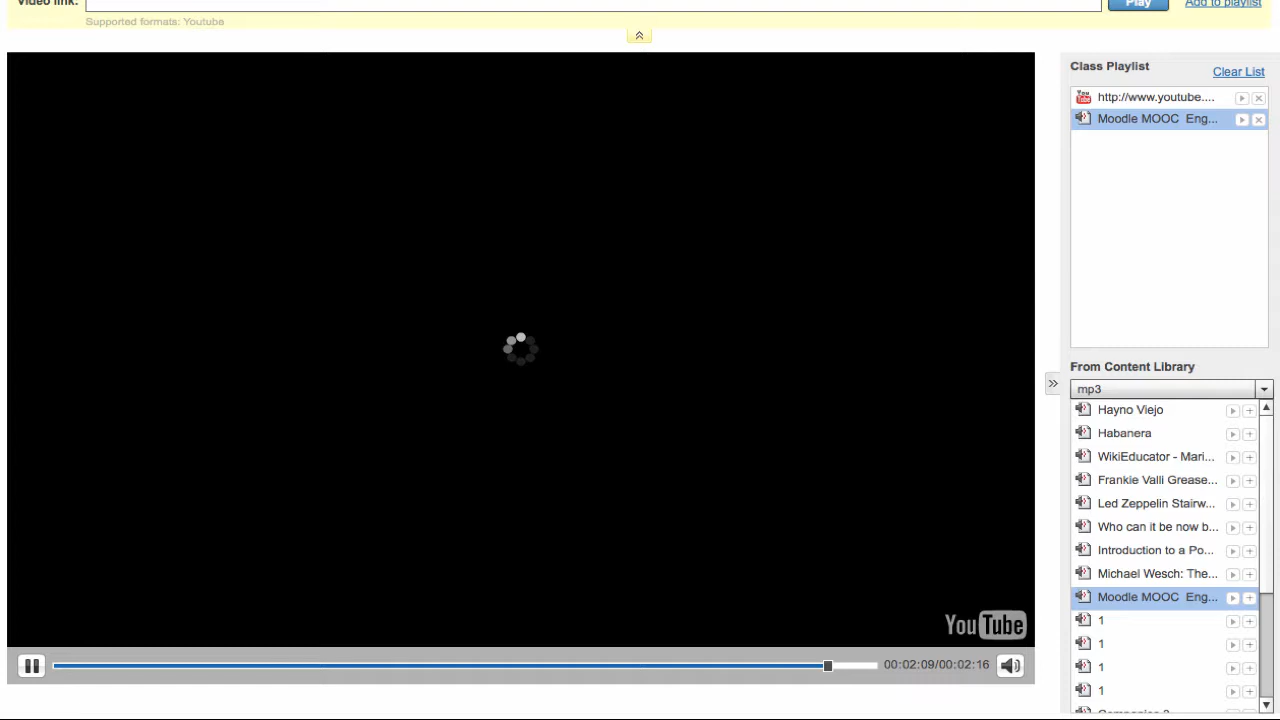 Video link:
Play
Add to playlist
Supported formats: Youtube
Class Playlist
Clear List
http://www.youtube....
Moodle MOOC Eng...
From Content Library
mp3
Hayno Viejo
Habanera
WikiEducator - Mari...
Frankie Valli Grease...
Led Zeppelin Stairw...
Who can it be now b...
Introduction to a Po...
Michael Wesch: The...
Moodle MOOC Eng...
1
1
1
1
YouTube
00:02:09/00:02:16